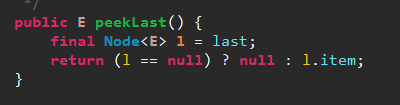 */
public E peekLast() {
    final Node<E> l = last;
    return (l == null) ? null : l.item;
}